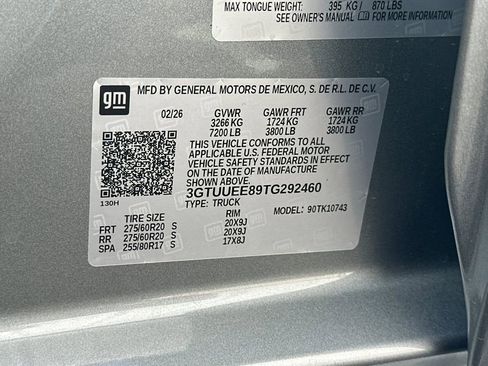 MAX TONGUE WEIGHT: 395 KG / 870 LBS
SEE OWNER'S MANUAL FOR MORE INFORMATION
gm
MFD BY GENERAL MOTORS DE MEXICO, S. DE R.L. DE C.V.
02/26 GVWR GAWR FRT GAWR RR
3266 KG 1724 KG 1724 KG
7200 LB 3800 LB 3800 LB
THIS VEHICLE CONFORMS TO ALL
APPLICABLE U.S. FEDERAL MOTOR
VEHICLE SAFETY STANDARDS IN EFFECT
ON THE DATE OF MANUFACTURE
SHOWN ABOVE.
3GTUUEE89TG292460
TYPE: TRUCK MODEL: 90TK10743
130H
TIRE SIZE RIM
FRT 275/60R20 S 20X9J
RR 275/60R20 S 20X9J
SPA 255/80R17 S 17X8J